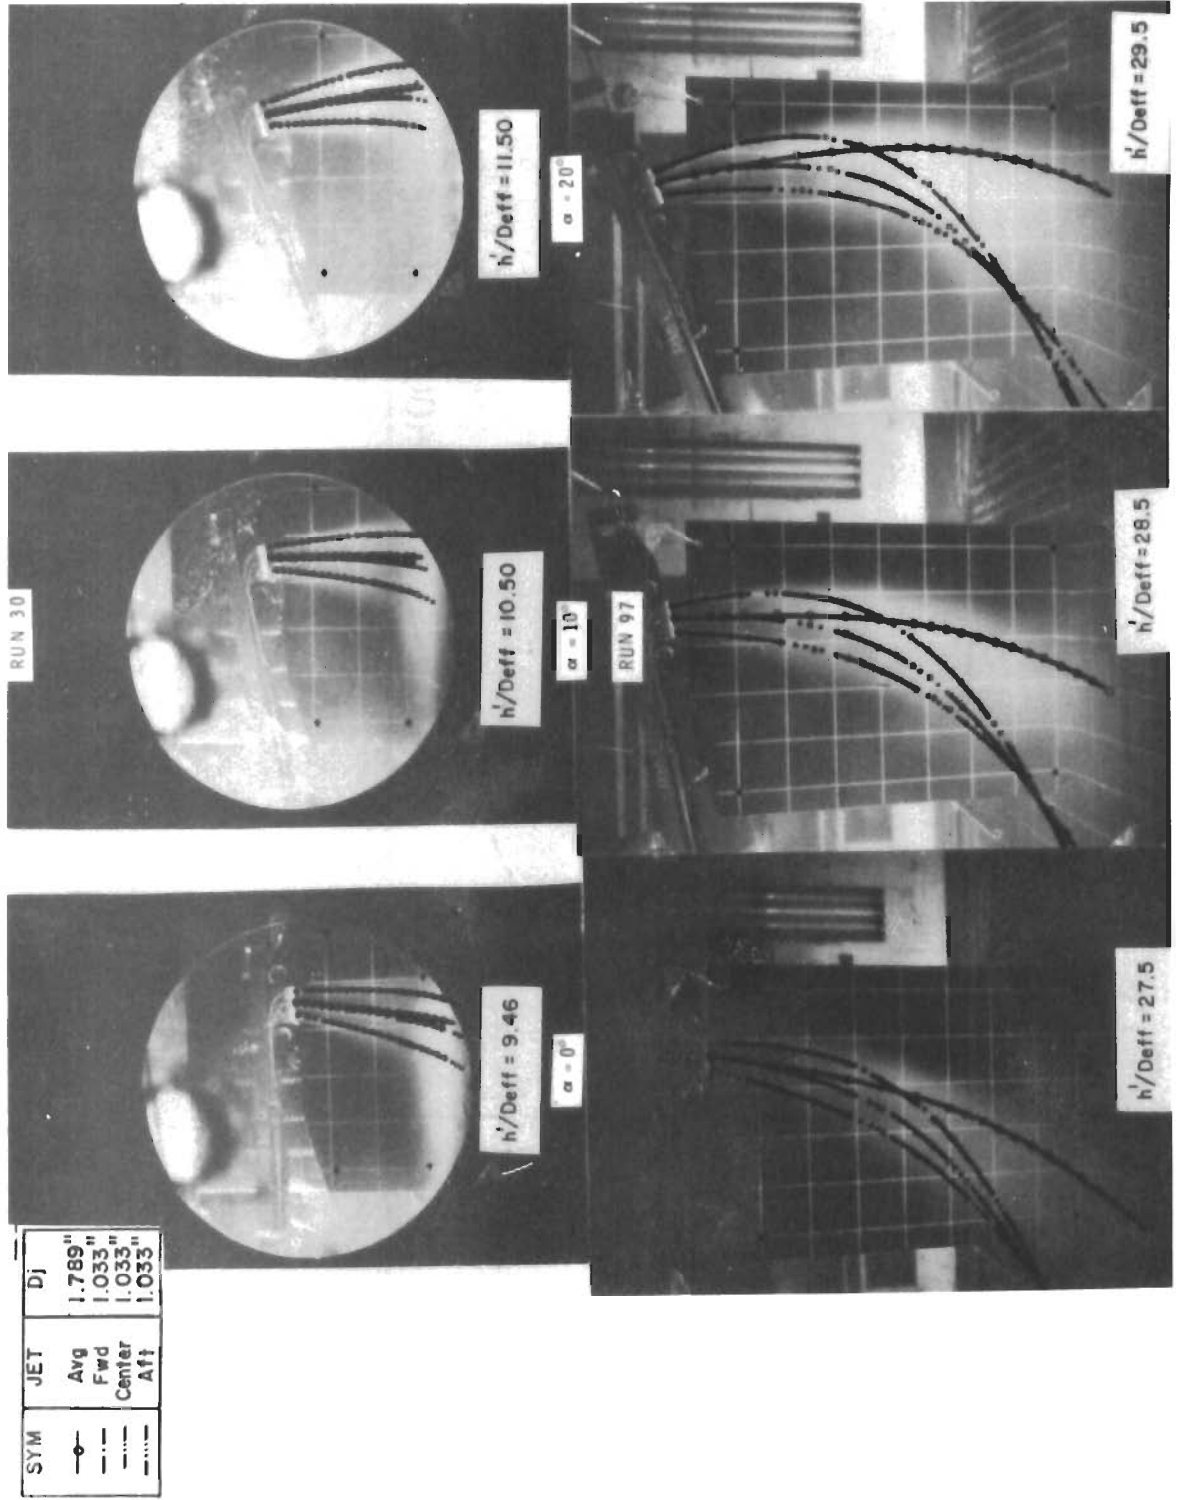 SYM JET Dj
Avg 1.789"
Fwd 1.033"
Center 1.033"
Aft 1.033"
RUN 30
h'/Deff = 9.46
h'/Deff = 10.50
h'/Deff = 11.50
α = 0°
α = 10°
α = 20°
RUN 97
h'/Deff = 27.5
h'/Deff = 28.5
h'/Deff = 29.5